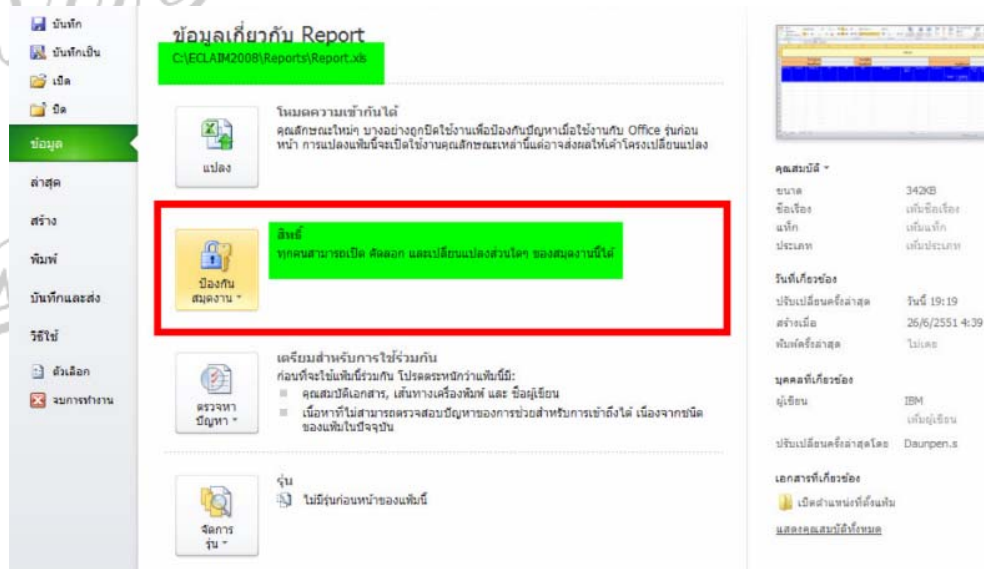 บันทึก
บันทึกเป็น
เปิด
ปิด
ข้อมูล
ล่าสุด
สร้าง
พิมพ์
บันทึกและส่ง
วิธีใช้
ตัวเลือก
จบการทำงาน
ข้อมูลเกี่ยวกับ Report
C:\ECLAIM2008\Reports\Report.xls
แปลง
โหมดความเข้ากันได้
คุณลักษณะใหม่ๆ บางอย่างถูกปิดใช้งานเพื่อป้องกันปัญหาเมื่อใช้งานกับ Office รุ่นก่อน
หน้า การแปลงแฟ้มนี้จะเปิดใช้งานคุณลักษณะเหล่านี้แต่อาจส่งผลให้เค้าโครงเปลี่ยนแปลง
ป้องกัน
สมุดงาน
สิทธิ์
ทุกคนสามารถเปิด คัดลอก และเปลี่ยนแปลงส่วนใดๆ ของสมุดงานนี้ได้
ตรวจหา
ปัญหา
เตรียมสำหรับการใช้ร่วมกัน
ก่อนที่จะใช้แฟ้มนี้ร่วมกัน โปรดตระหนักว่าแฟ้มนี้มี:
คุณสมบัติเอกสาร, เส้นทางเครื่องพิมพ์ และ ชื่อผู้เขียน
เนื้อหาที่ไม่สามารถตรวจสอบปัญหาของการช่วยสำหรับการเข้าถึงได้ เนื่องจากชนิด
ของแฟ้มในปัจจุบัน
จัดการ
รุ่น
รุ่น
ไม่มีรุ่นก่อนหน้าของแฟ้มนี้
คุณสมบัติ
ขนาด 342KB
ชื่อเรื่อง เพิ่มชื่อเรื่อง
แท็ก เพิ่มแท็ก
ประเภท เพิ่มประเภท
วันที่เกี่ยวข้อง
ปรับเปลี่ยนครั้งล่าสุด วันนี้ 19:19
สร้างเมื่อ 26/6/2551 4:39
พิมพ์ครั้งล่าสุด ไม่เคย
บุคคลที่เกี่ยวข้อง
ผู้เขียน IBM
เพิ่มผู้เขียน
ปรับเปลี่ยนครั้งล่าสุดโดย Daunpen.s
เอกสารที่เกี่ยวข้อง
เปิดตำแหน่งที่ตั้งแฟ้ม
แสดงคุณสมบัติทั้งหมด